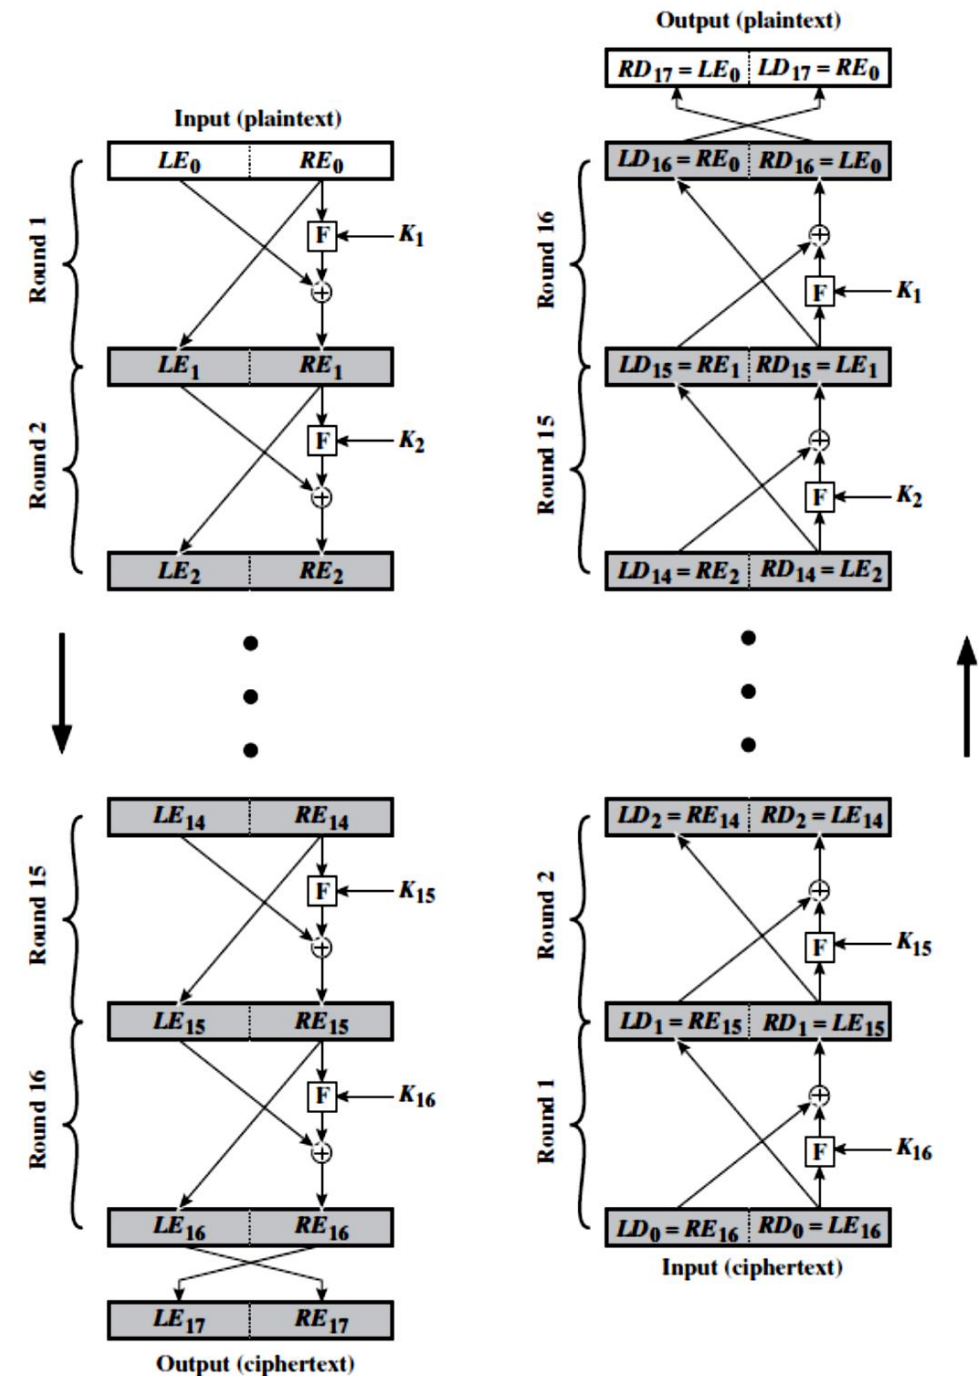 Input (plaintext)
LE₀ RE₀
Round 1
F K₁
LE₁ RE₁
Round 2
F K₂
LE₂ RE₂
LE₁₄ RE₁₄
Round 15
F K₁₅
LE₁₅ RE₁₅
Round 16
F K₁₆
LE₁₆ RE₁₆
LE₁₇ RE₁₇
Output (ciphertext)
Output (plaintext)
RD₁₇ = LE₀ LD₁₇ = RE₀
LD₁₆ = RE₀ RD₁₆ = LE₀
Round 16
F K₁
LD₁₅ = RE₁ RD₁₅ = LE₁
Round 15
F K₂
LD₁₄ = RE₂ RD₁₄ = LE₂
LD₂ = RE₁₄ RD₂ = LE₁₄
Round 2
F K₁₅
LD₁ = RE₁₅ RD₁ = LE₁₅
Round 1
F K₁₆
LD₀ = RE₁₆ RD₀ = LE₁₆
Input (ciphertext)